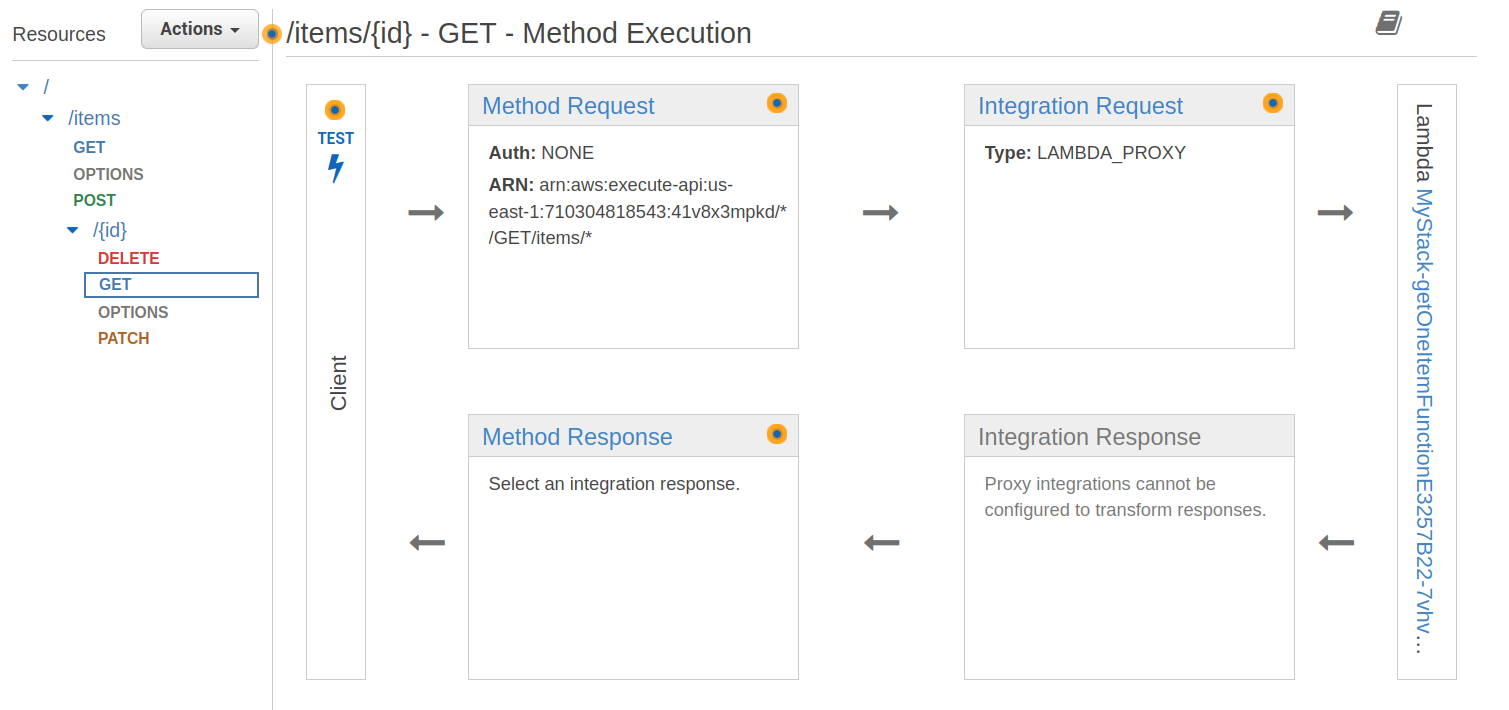 Resources
Actions
/items/{id} - GET - Method Execution
/
/items
GET
OPTIONS
POST
/{id}
DELETE
GET
OPTIONS
PATCH
TEST
Client
Method Request
Auth: NONE
ARN: arn:aws:execute-api:us-
east-1:710304818543:41v8x3mpkd/*
/GET/items/*
Integration Request
Type: LAMBDA_PROXY
Lambda MyStack-getOneItemFunctionE3257B22-7vhv…
Method Response
Select an integration response.
Integration Response
Proxy integrations cannot be
configured to transform responses.